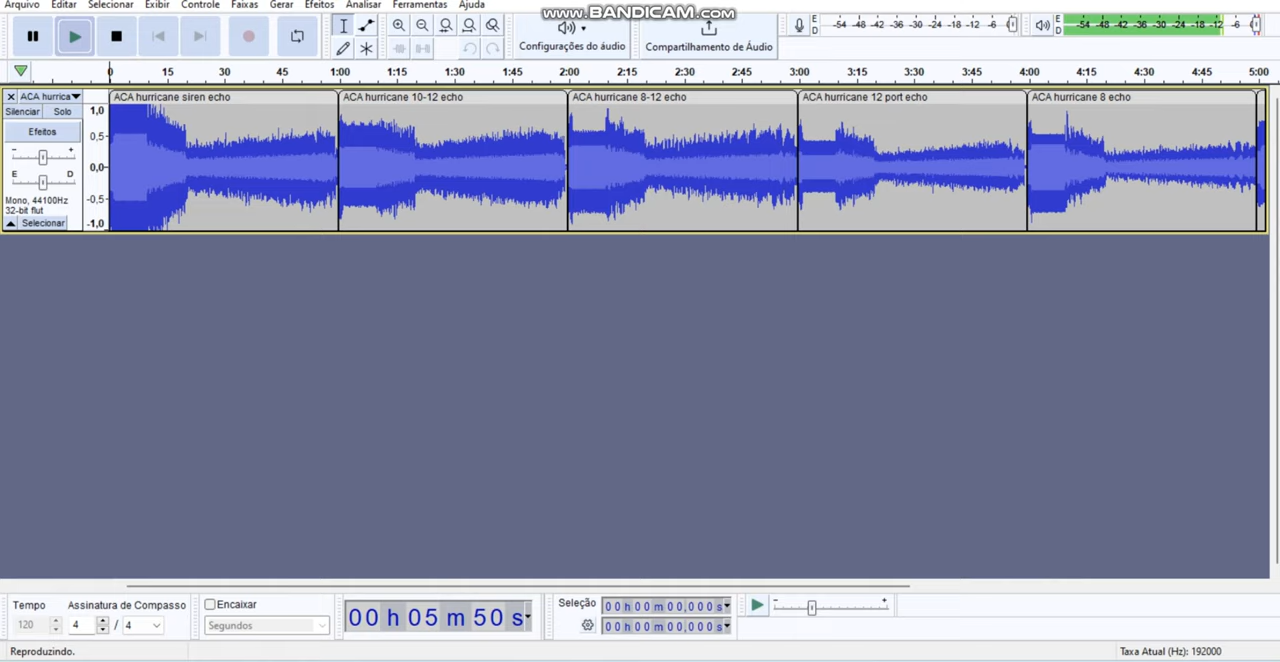 Arquivo Editar Selecionar Exibir Controle Faixas Gerar Efeitos Analisar Ferramentas Ajuda
www.BANDICAM.com
Configurações do áudio
Compartilhamento de Áudio
E
D
-54 -48 -42 -36 -30 -24 -18 -12 -6 0
E
D
-54 -48 -42 -36 -30 -24 -18 -12 -6 0
0 15 30 45 1:00 1:15 1:30 1:45 2:00 2:15 2:30 2:45 3:00 3:15 3:30 3:45 4:00 4:15 4:30 4:45 5:00
ACA hurrica
ACA hurricane siren echo
ACA hurricane 10-12 echo
ACA hurricane 8-12 echo
ACA hurricane 12 port echo
ACA hurricane 8 echo
Silenciar Solo
Efeitos
- +
E D
Mono, 44100Hz
32-bit flut
Selecionar
1,0
0,5
0,0
-0,5
-1,0
Tempo
120
Assinatura de Compasso
4 / 4
Encaixar
Segundos
00 h 05 m 50 s
Seleção
00 h 00 m 00,000 s
00 h 00 m 00,000 s
- +
Reproduzindo.
Taxa Atual (Hz): 192000